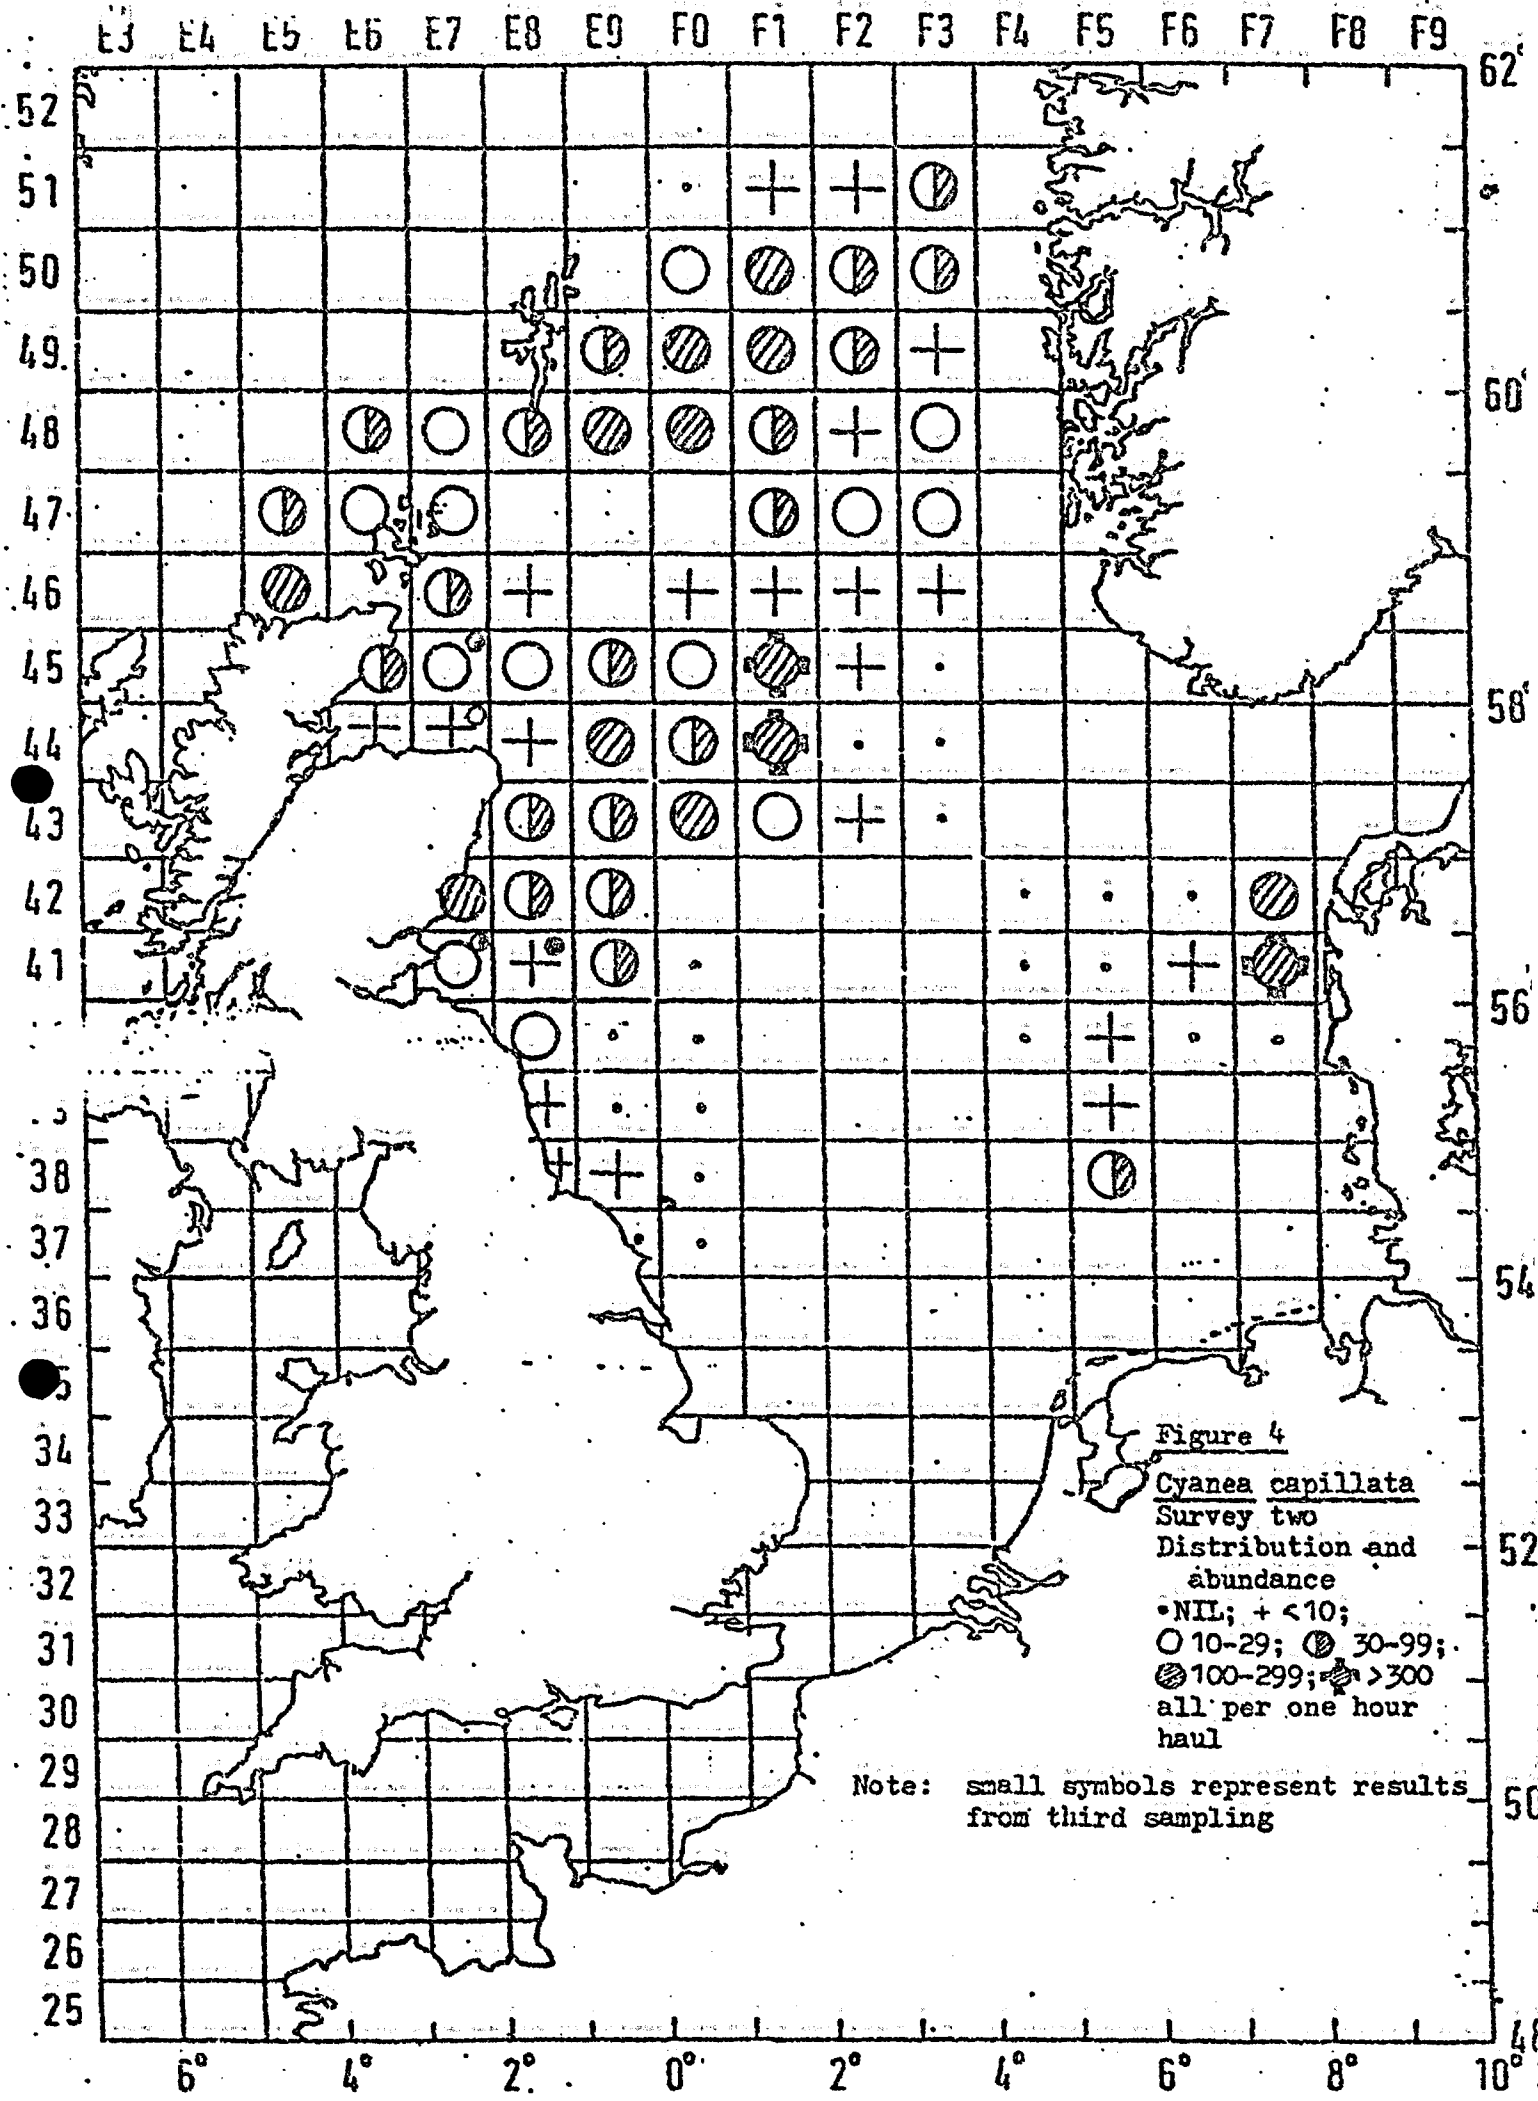 E3 E4 E5 E6 E7 E8 E9 F0 F1 F2 F3 F4 F5 F6 F7 F8 F9
62°
52
51
50
49.
60°
48
47
46
45
58°
44
43
42
41
56°
38
37
54
36
5
34
33
52
32
31
30
29
50
28
27
26
25
48
6° 4° 2° 0° 2° 4° 6° 8° 10°
Figure 4
Cyanea capillata
Survey two
Distribution and
abundance
•NIL; + <10;
○ 10-29; ◑ 30-99;
100-299; >300
all per one hour
haul
Note: small symbols represent results
from third sampling